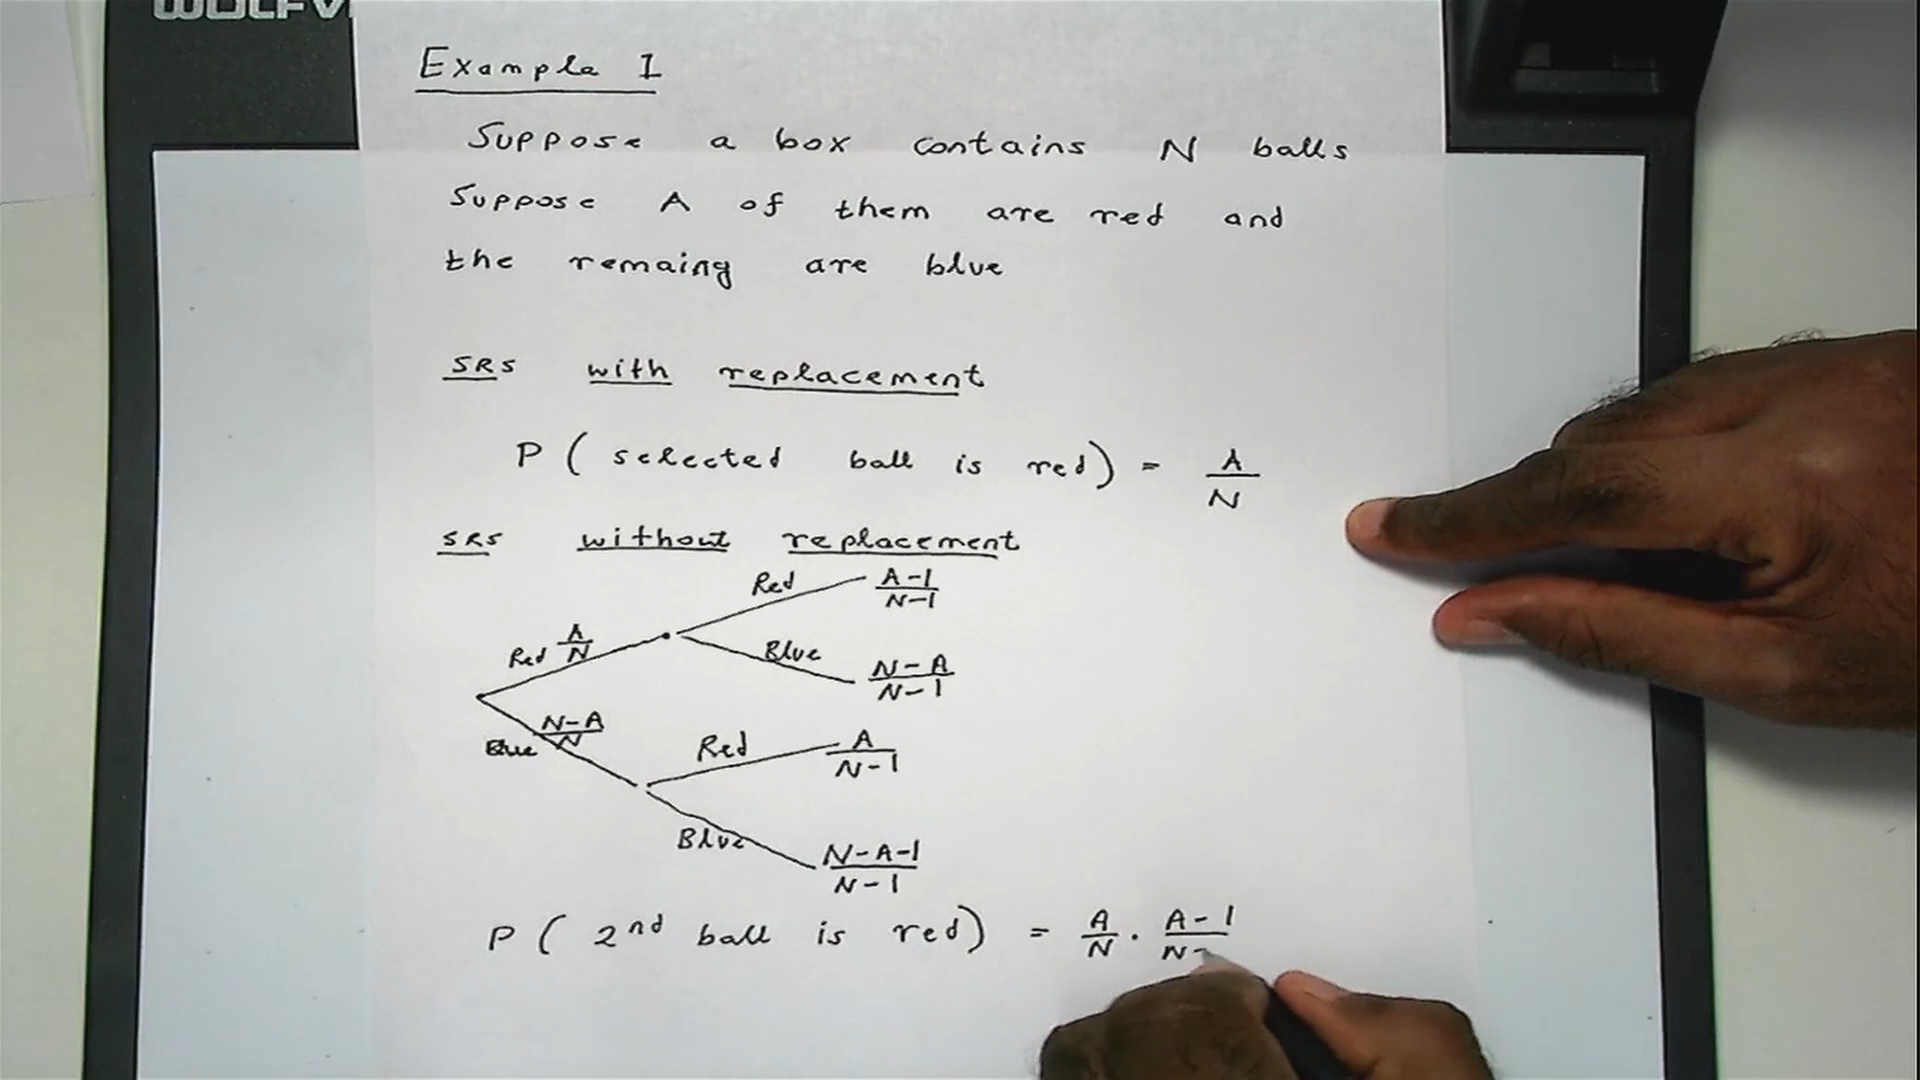 WOLFV
Example 1
Suppose a box contains N balls
Suppose A of them are red and
the remaing are blue
SRS with replacement
P ( selected ball is red ) = A/N
SRS without replacement
Red A/N
Red A-1/N-1
Blue N-A/N-1
Blue N-A/N
Red A/N-1
Blue N-A-1/N-1
P ( 2nd ball is red ) = A/N . A-1/N-